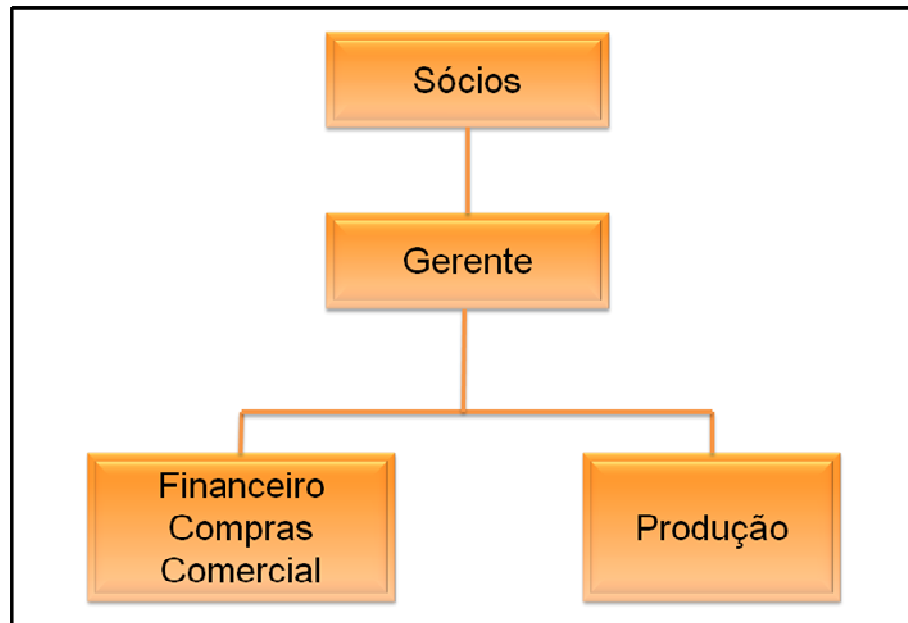 Sócios
Gerente
Financeiro
Compras
Comercial
Produção